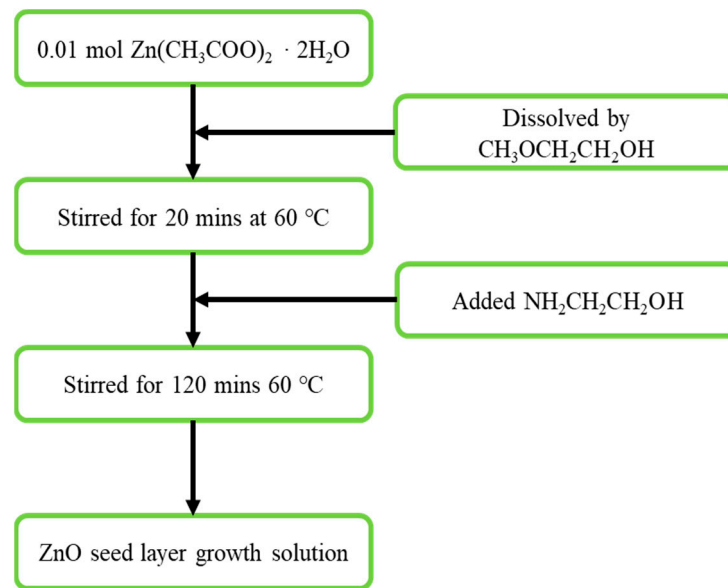 0.01 mol Zn(CH₃COO)₂ · 2H₂O
Dissolved by
CH₃OCH₂CH₂OH
Stirred for 20 mins at 60 ℃
Added NH₂CH₂CH₂OH
Stirred for 120 mins 60 ℃
ZnO seed layer growth solution